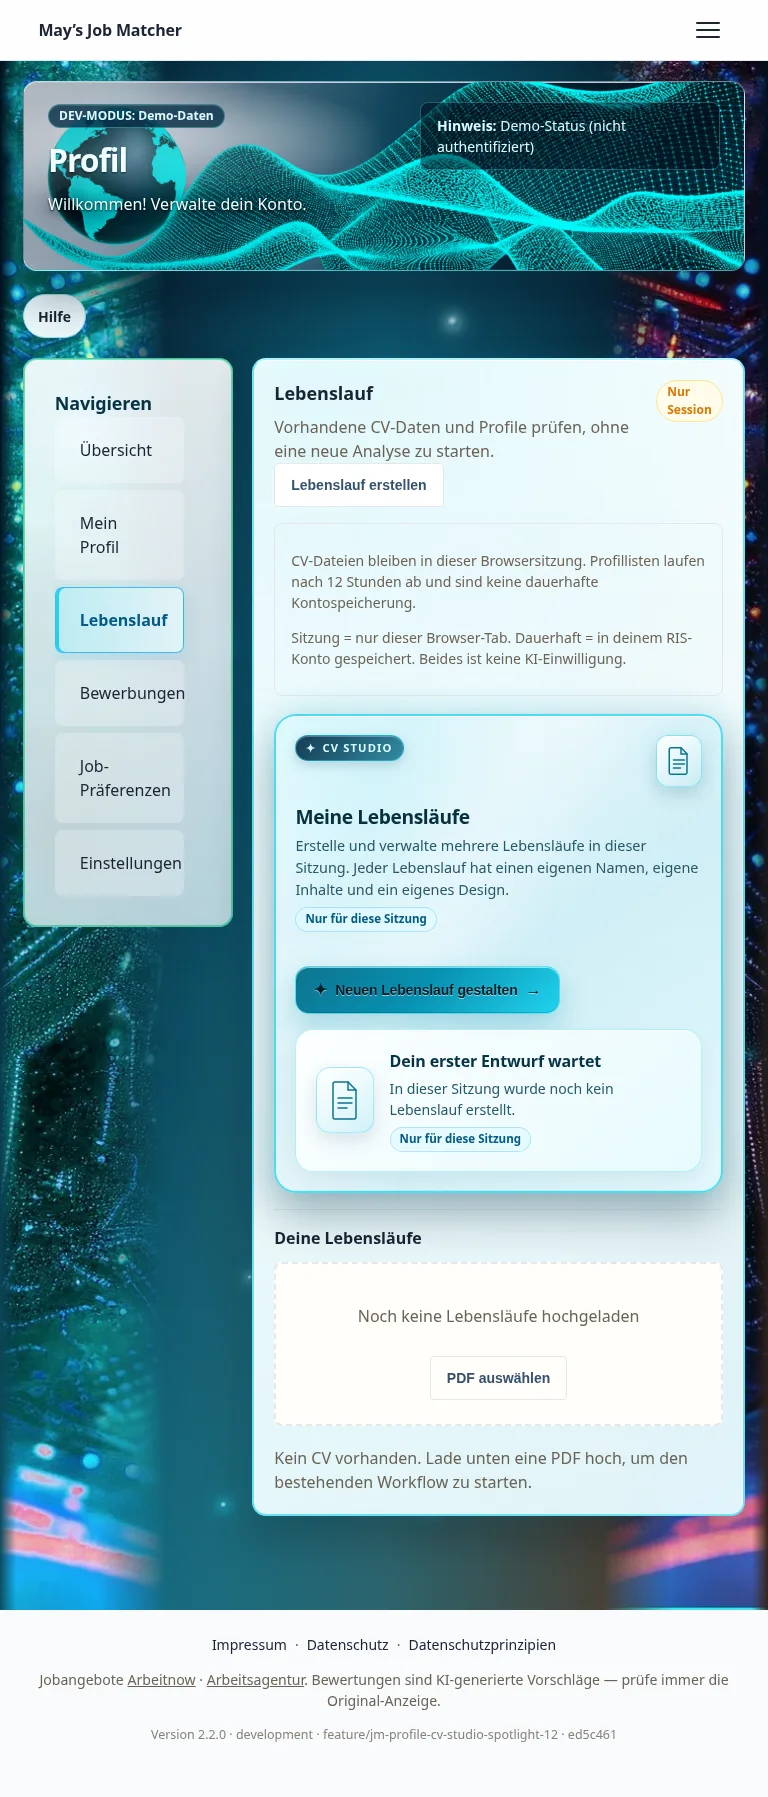 May’s Job Matcher
DEV-MODUS: Demo-Daten
Profil
Willkommen! Verwalte dein Konto.
Hinweis: Demo-Status (nicht
authentifiziert)
Hilfe
Navigieren
Übersicht
Mein
Profil
Lebenslauf
Bewerbungen
Job-
Präferenzen
Einstellungen
Lebenslauf
Nur
Session
Vorhandene CV-Daten und Profile prüfen, ohne
eine neue Analyse zu starten.
Lebenslauf erstellen
CV-Dateien bleiben in dieser Browsersitzung. Profillisten laufen
nach 12 Stunden ab und sind keine dauerhafte
Kontospeicherung.
Sitzung = nur dieser Browser-Tab. Dauerhaft = in deinem RIS-
Konto gespeichert. Beides ist keine KI-Einwilligung.
✦ CV STUDIO
Meine Lebensläufe
Erstelle und verwalte mehrere Lebensläufe in dieser
Sitzung. Jeder Lebenslauf hat einen eigenen Namen, eigene
Inhalte und ein eigenes Design.
Nur für diese Sitzung
✦ Neuen Lebenslauf gestalten →
Dein erster Entwurf wartet
In dieser Sitzung wurde noch kein
Lebenslauf erstellt.
Nur für diese Sitzung
Deine Lebensläufe
Noch keine Lebensläufe hochgeladen
PDF auswählen
Kein CV vorhanden. Lade unten eine PDF hoch, um den
bestehenden Workflow zu starten.
Impressum · Datenschutz · Datenschutzprinzipien
Jobangebote Arbeitnow · Arbeitsagentur. Bewertungen sind KI-generierte Vorschläge — prüfe immer die
Original-Anzeige.
Version 2.2.0 · development · feature/jm-profile-cv-studio-spotlight-12 · ed5c461